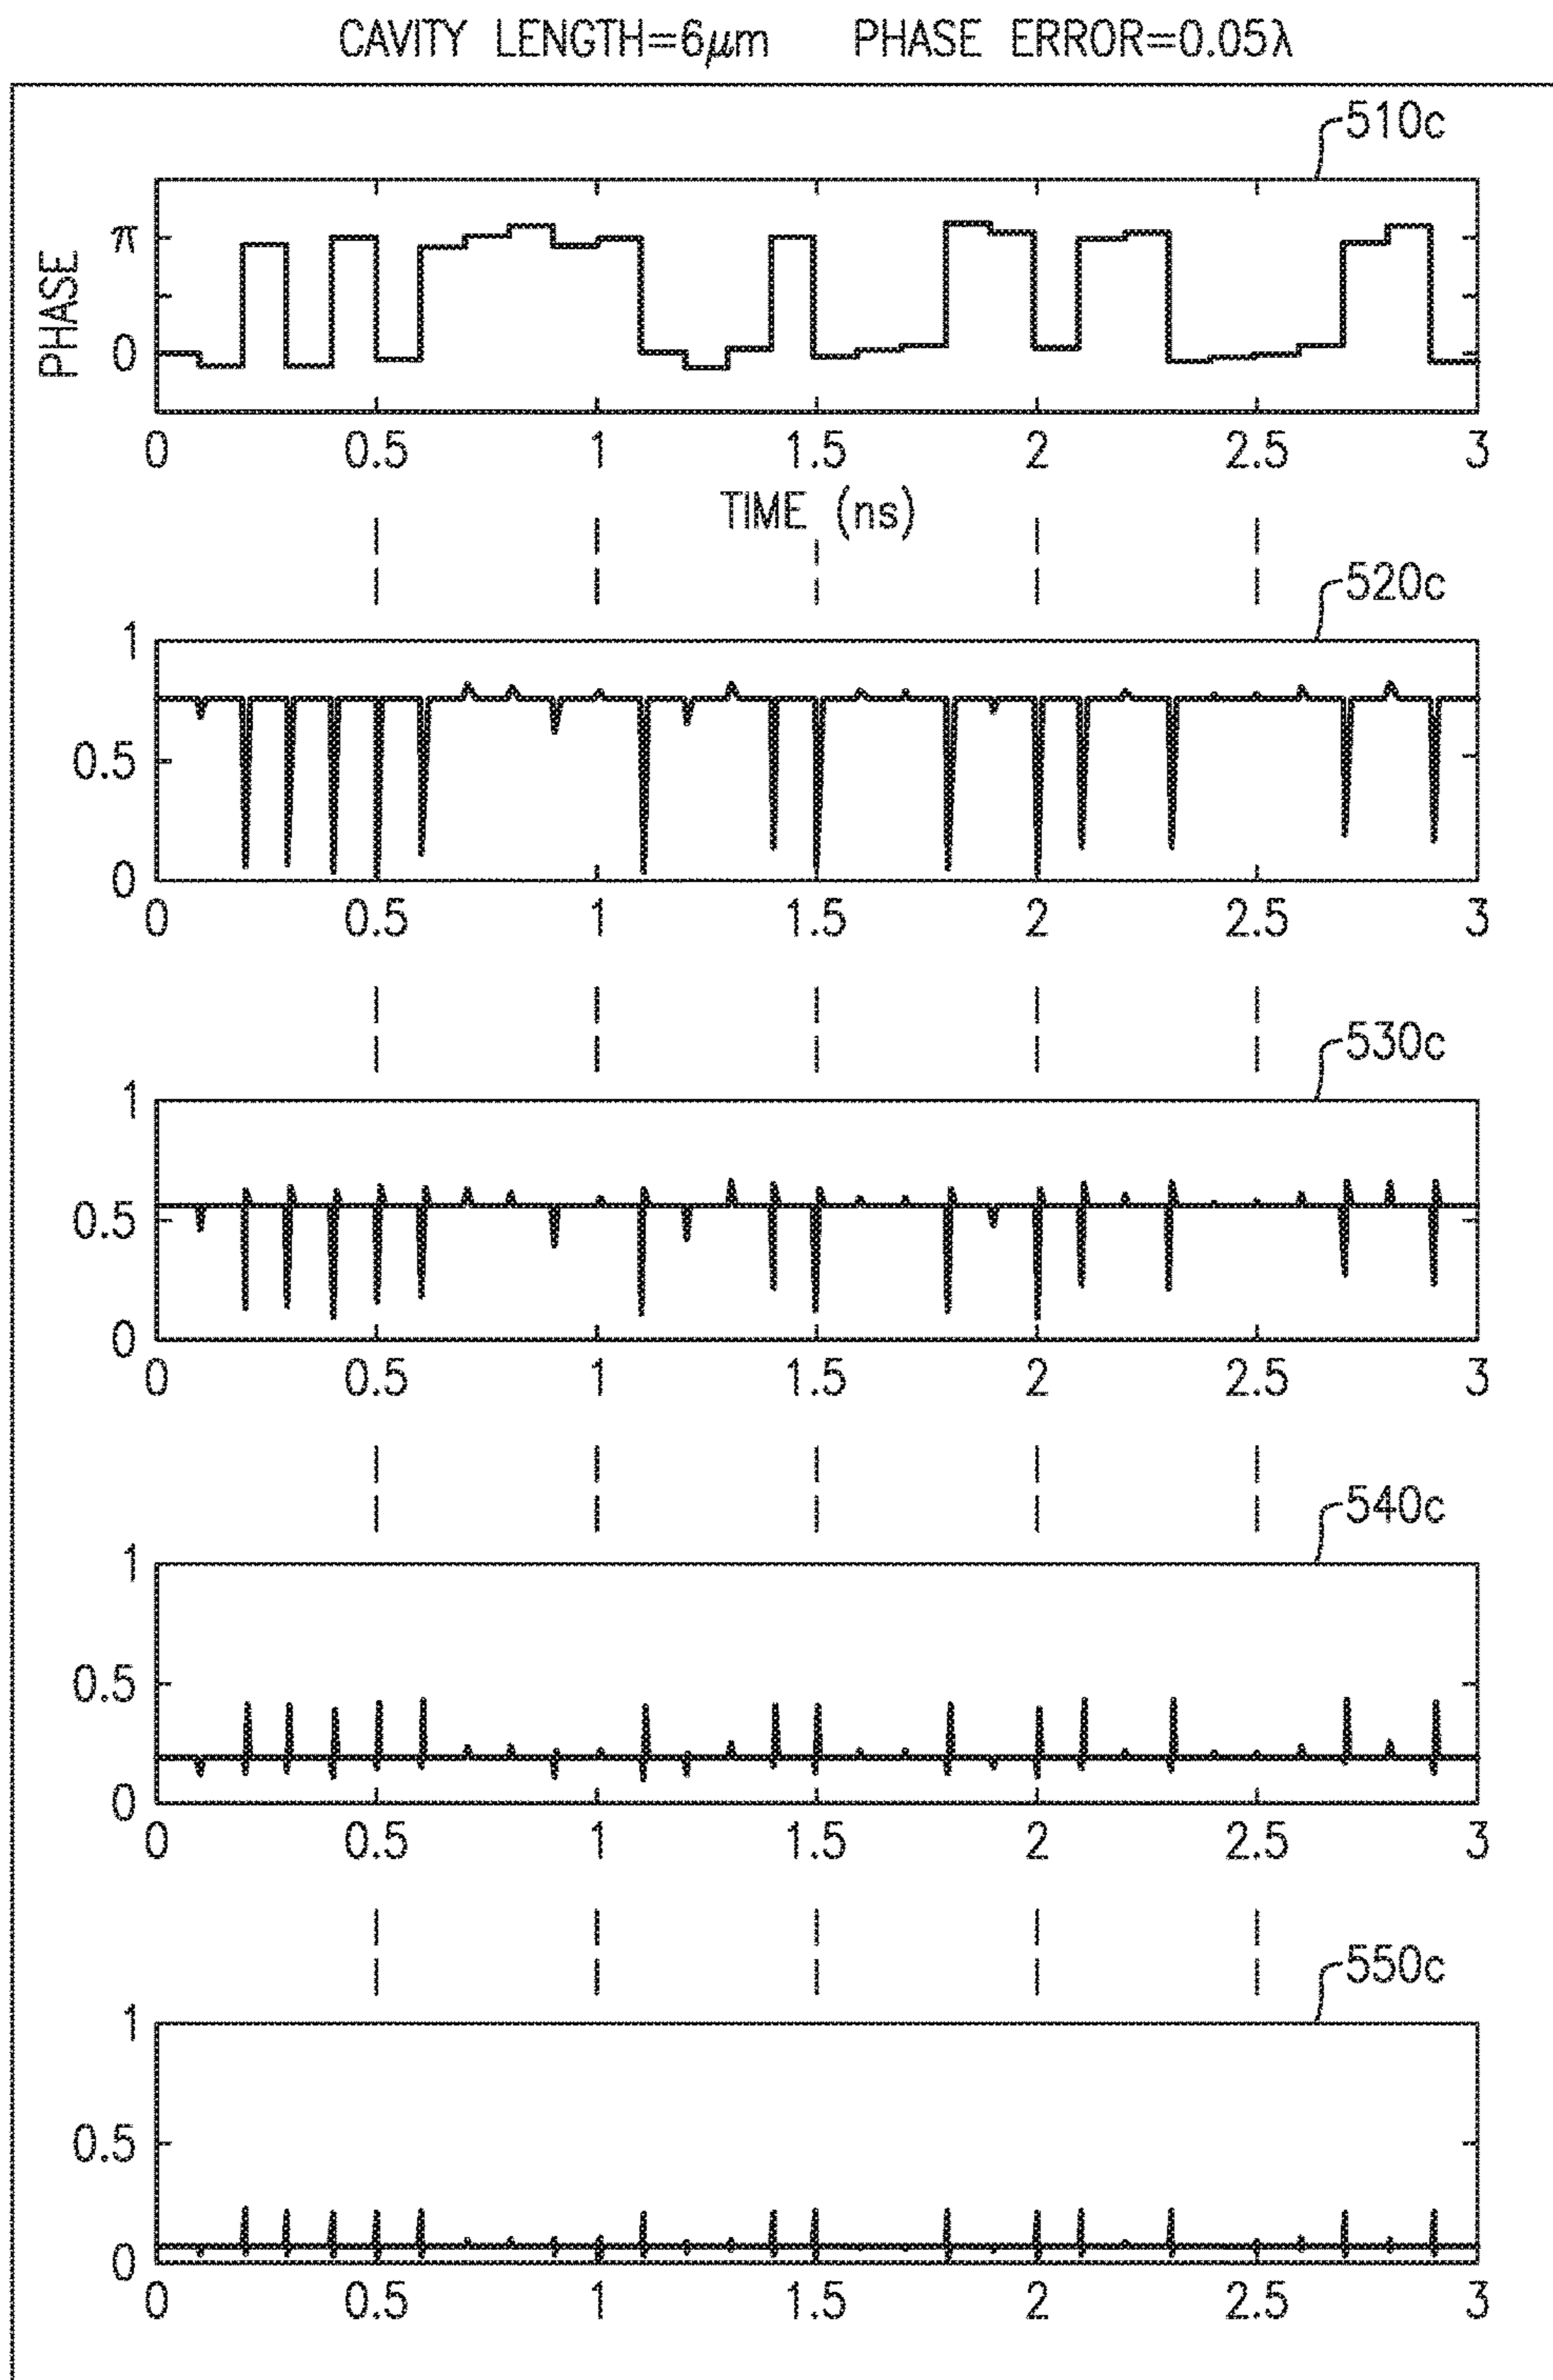 CAVITY LENGTH=6μm PHASE ERROR=0.05λ
510c
PHASE
π
0
0 0.5 1 1.5 2 2.5 3
TIME (ns)
520c
1
0.5
0
0 0.5 1 1.5 2 2.5 3
530c
1
0.5
0
0 0.5 1 1.5 2 2.5 3
540c
1
0.5
0
0 0.5 1 1.5 2 2.5 3
550c
1
0.5
0
0 0.5 1 1.5 2 2.5 3